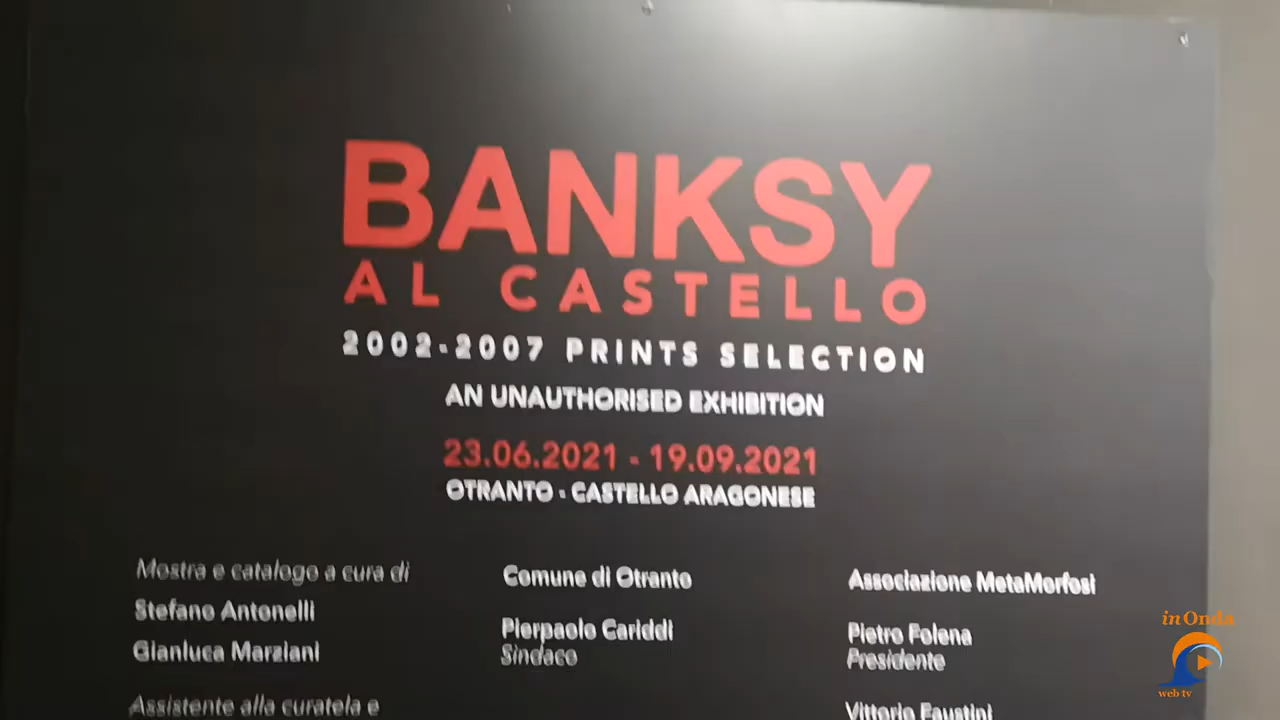 BANKSY
AL CASTELLO
2002-2007 PRINTS SELECTION
AN UNAUTHORISED EXHIBITION
23.06.2021 - 19.09.2021
OTRANTO - CASTELLO ARAGONESE
Mostra e catalogo a cura di
Stefano Antonelli
Gianluca Marziani
Assistente alla curatela e
Comune di Otranto
Pierpaolo Cariddi
Sindaco
Associazione MetaMorfosi
Pietro Folena
Presidente
Vittorio Faustini
in Onda
web tv